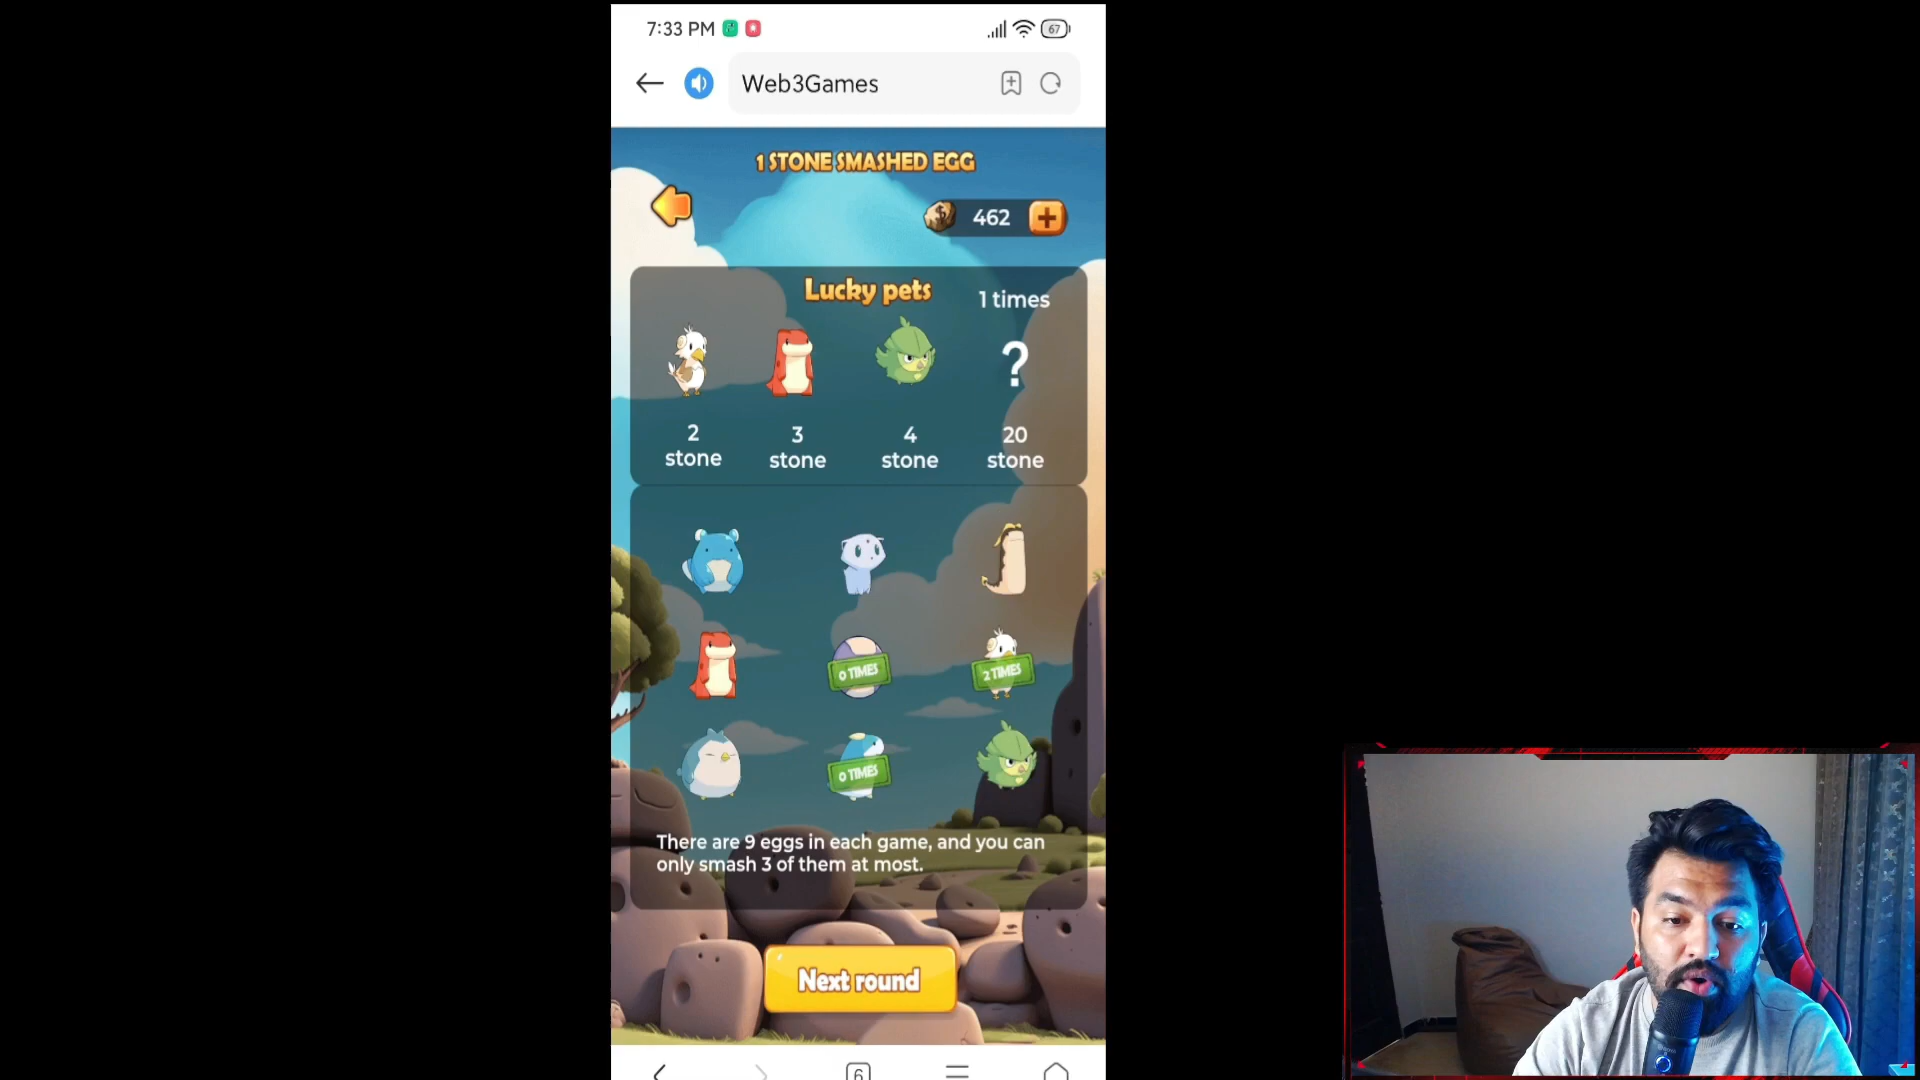 7:33 PM
67
Web3Games
1 STONE SMASHED EGG
462
Lucky pets
1 times
?
2
stone
3
stone
4
stone
20
stone
0 TIMES
2 TIMES
0 TIMES
There are 9 eggs in each game, and you can
only smash 3 of them at most.
Next round
6